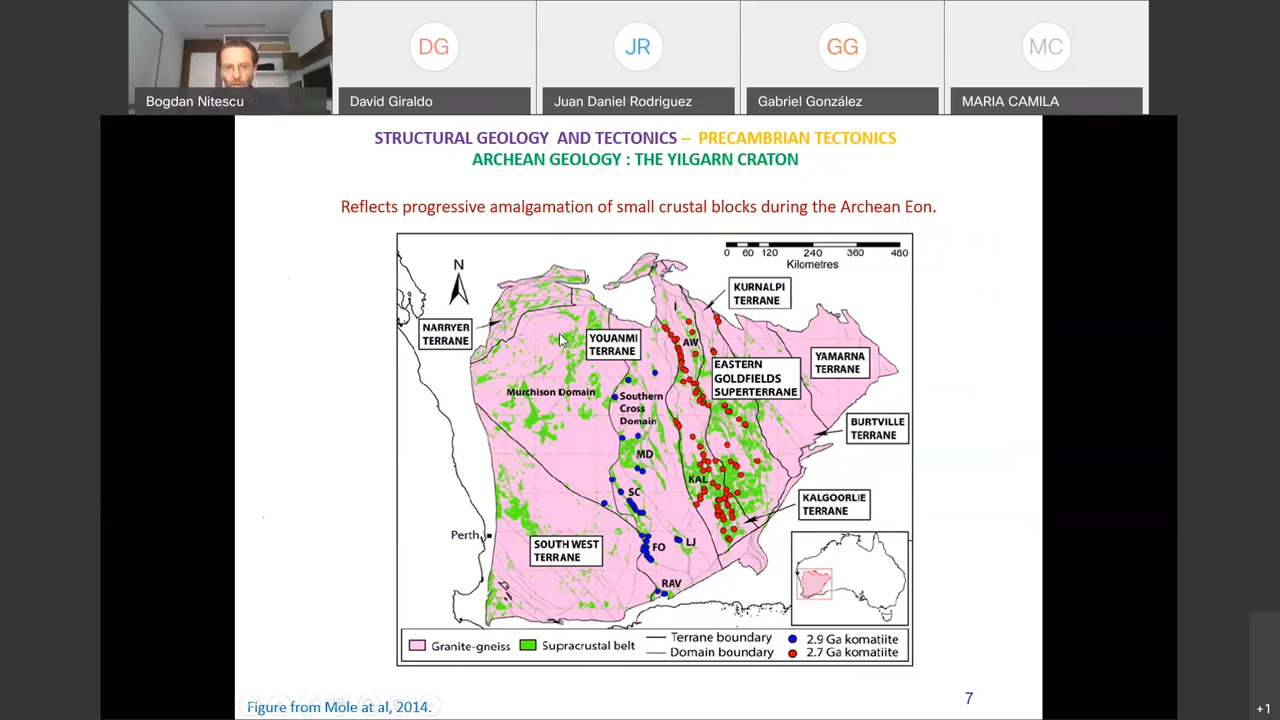 DG
JR
GG
MC
Bogdan Nitescu
David Giraldo
Juan Daniel Rodriguez
Gabriel González
MARIA CAMILA
STRUCTURAL GEOLOGY AND TECTONICS – PRECAMBRIAN TECTONICS
ARCHEAN GEOLOGY : THE YILGARN CRATON
Reflects progressive amalgamation of small crustal blocks during the Archean Eon.
0 60 120 240 360 480
Kilometres
N
KURNALPI
TERRANE
I
NARRYER
TERRANE
YOUANMI
TERRANE
AW
YAMARNA
TERRANE
EASTERN
GOLDFIELDS
SUPERTERRANE
Murchison Domain
Southern
Cross
Domain
BURTVILLE
TERRANE
MD
KAL
SC
KALGOORLIE
TERRANE
Perth
SOUTH WEST
TERRANE
FO
LJ
RAV
Granite-gneiss
Supracrustal belt
Terrane boundary
Domain boundary
2.9 Ga komatiite
2.7 Ga komatiite
Figure from Mole at al, 2014.
7
+1